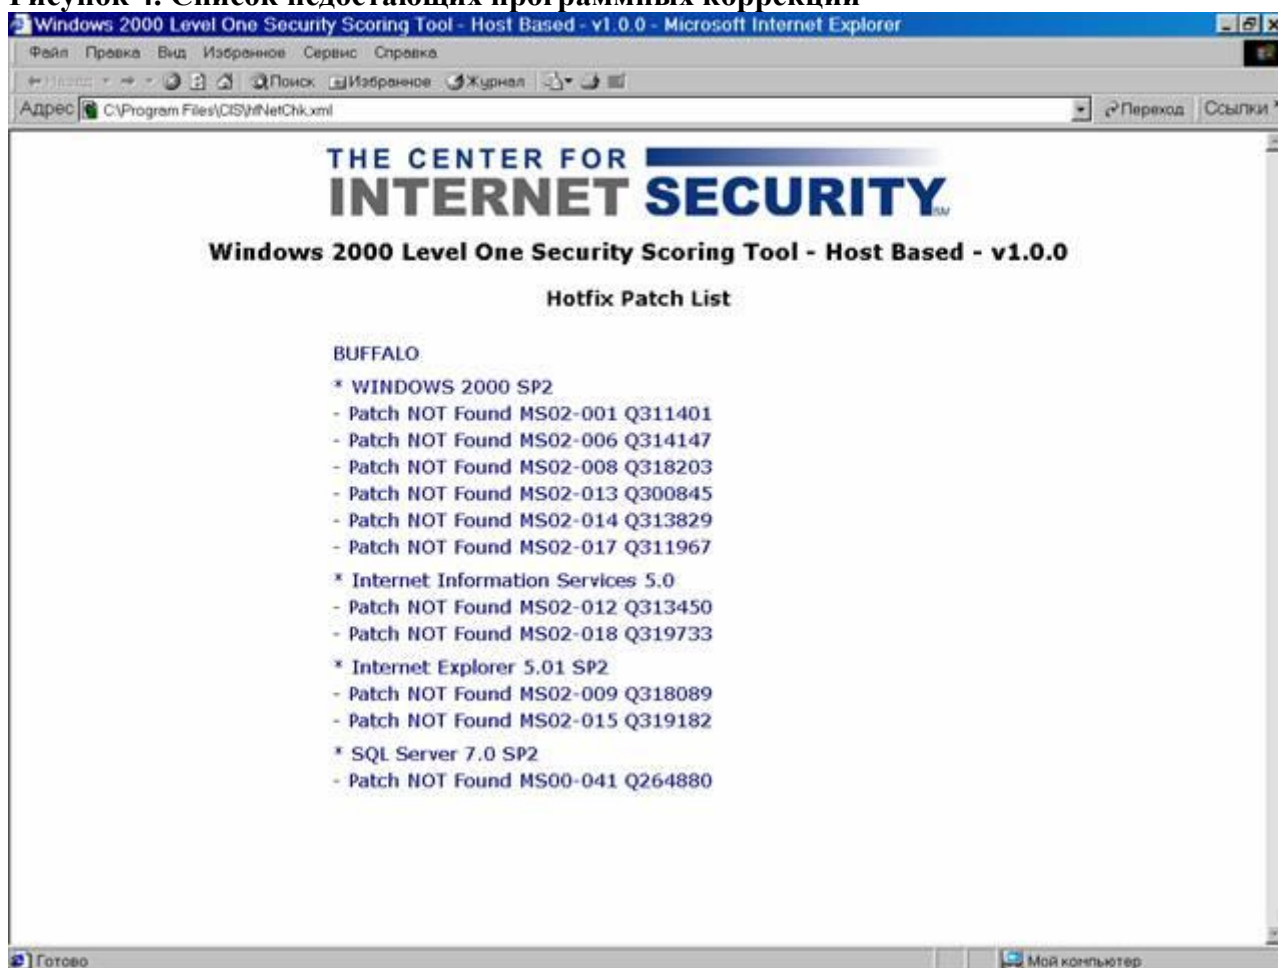 Рисунок 4. Список недостающих программных коррекций
Windows 2000 Level One Security Scoring Tool - Host Based - v1.0.0 - Microsoft Internet Explorer
Файл Правка Вид Избранное Сервис Справка
Назад Поиск Избранное Журнал
Адрес C:\Program Files\CIS\hfNetChk.xml Переход Ссылки
THE CENTER FOR
INTERNET SECURITY
SM
Windows 2000 Level One Security Scoring Tool - Host Based - v1.0.0
Hotfix Patch List
BUFFALO
* WINDOWS 2000 SP2
- Patch NOT Found MS02-001 Q311401
- Patch NOT Found MS02-006 Q314147
- Patch NOT Found MS02-008 Q318203
- Patch NOT Found MS02-013 Q300845
- Patch NOT Found MS02-014 Q313829
- Patch NOT Found MS02-017 Q311967
* Internet Information Services 5.0
- Patch NOT Found MS02-012 Q313450
- Patch NOT Found MS02-018 Q319733
* Internet Explorer 5.01 SP2
- Patch NOT Found MS02-009 Q318089
- Patch NOT Found MS02-015 Q319182
* SQL Server 7.0 SP2
- Patch NOT Found MS00-041 Q264880
Готово Мой компьютер